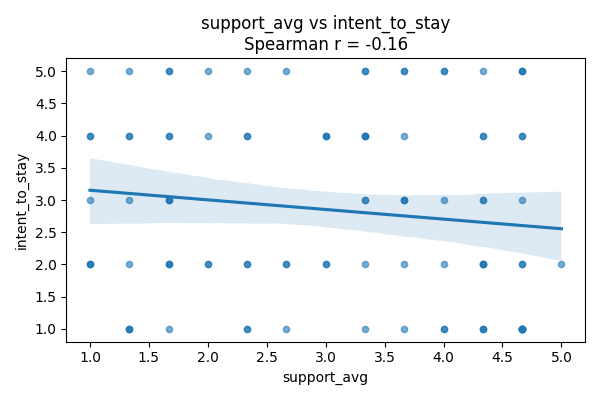 support_avg vs intent_to_stay
Spearman r = -0.16
5.0
4.5
4.0
3.5
3.0
2.5
2.0
1.5
1.0
intent_to_stay
1.0 1.5 2.0 2.5 3.0 3.5 4.0 4.5 5.0
support_avg